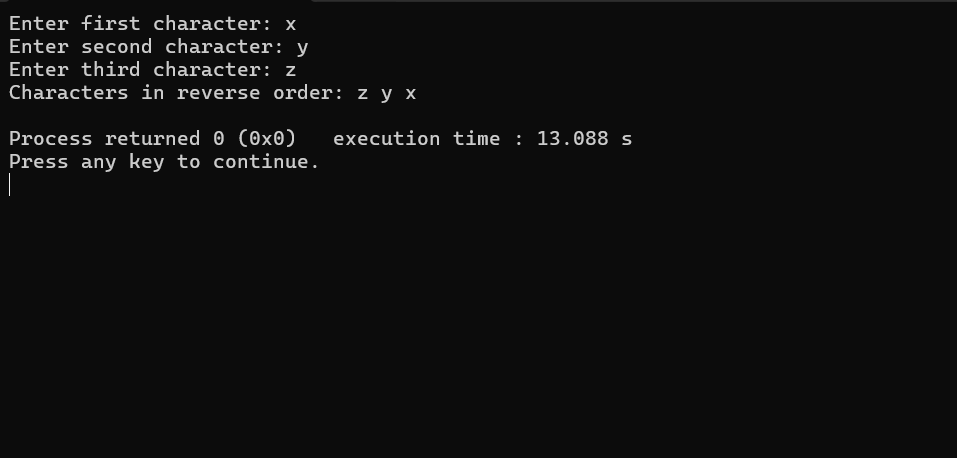 Enter first character: x
Enter second character: y
Enter third character: z
Characters in reverse order: z y x
Process returned 0 (0x0)   execution time : 13.088 s
Press any key to continue.